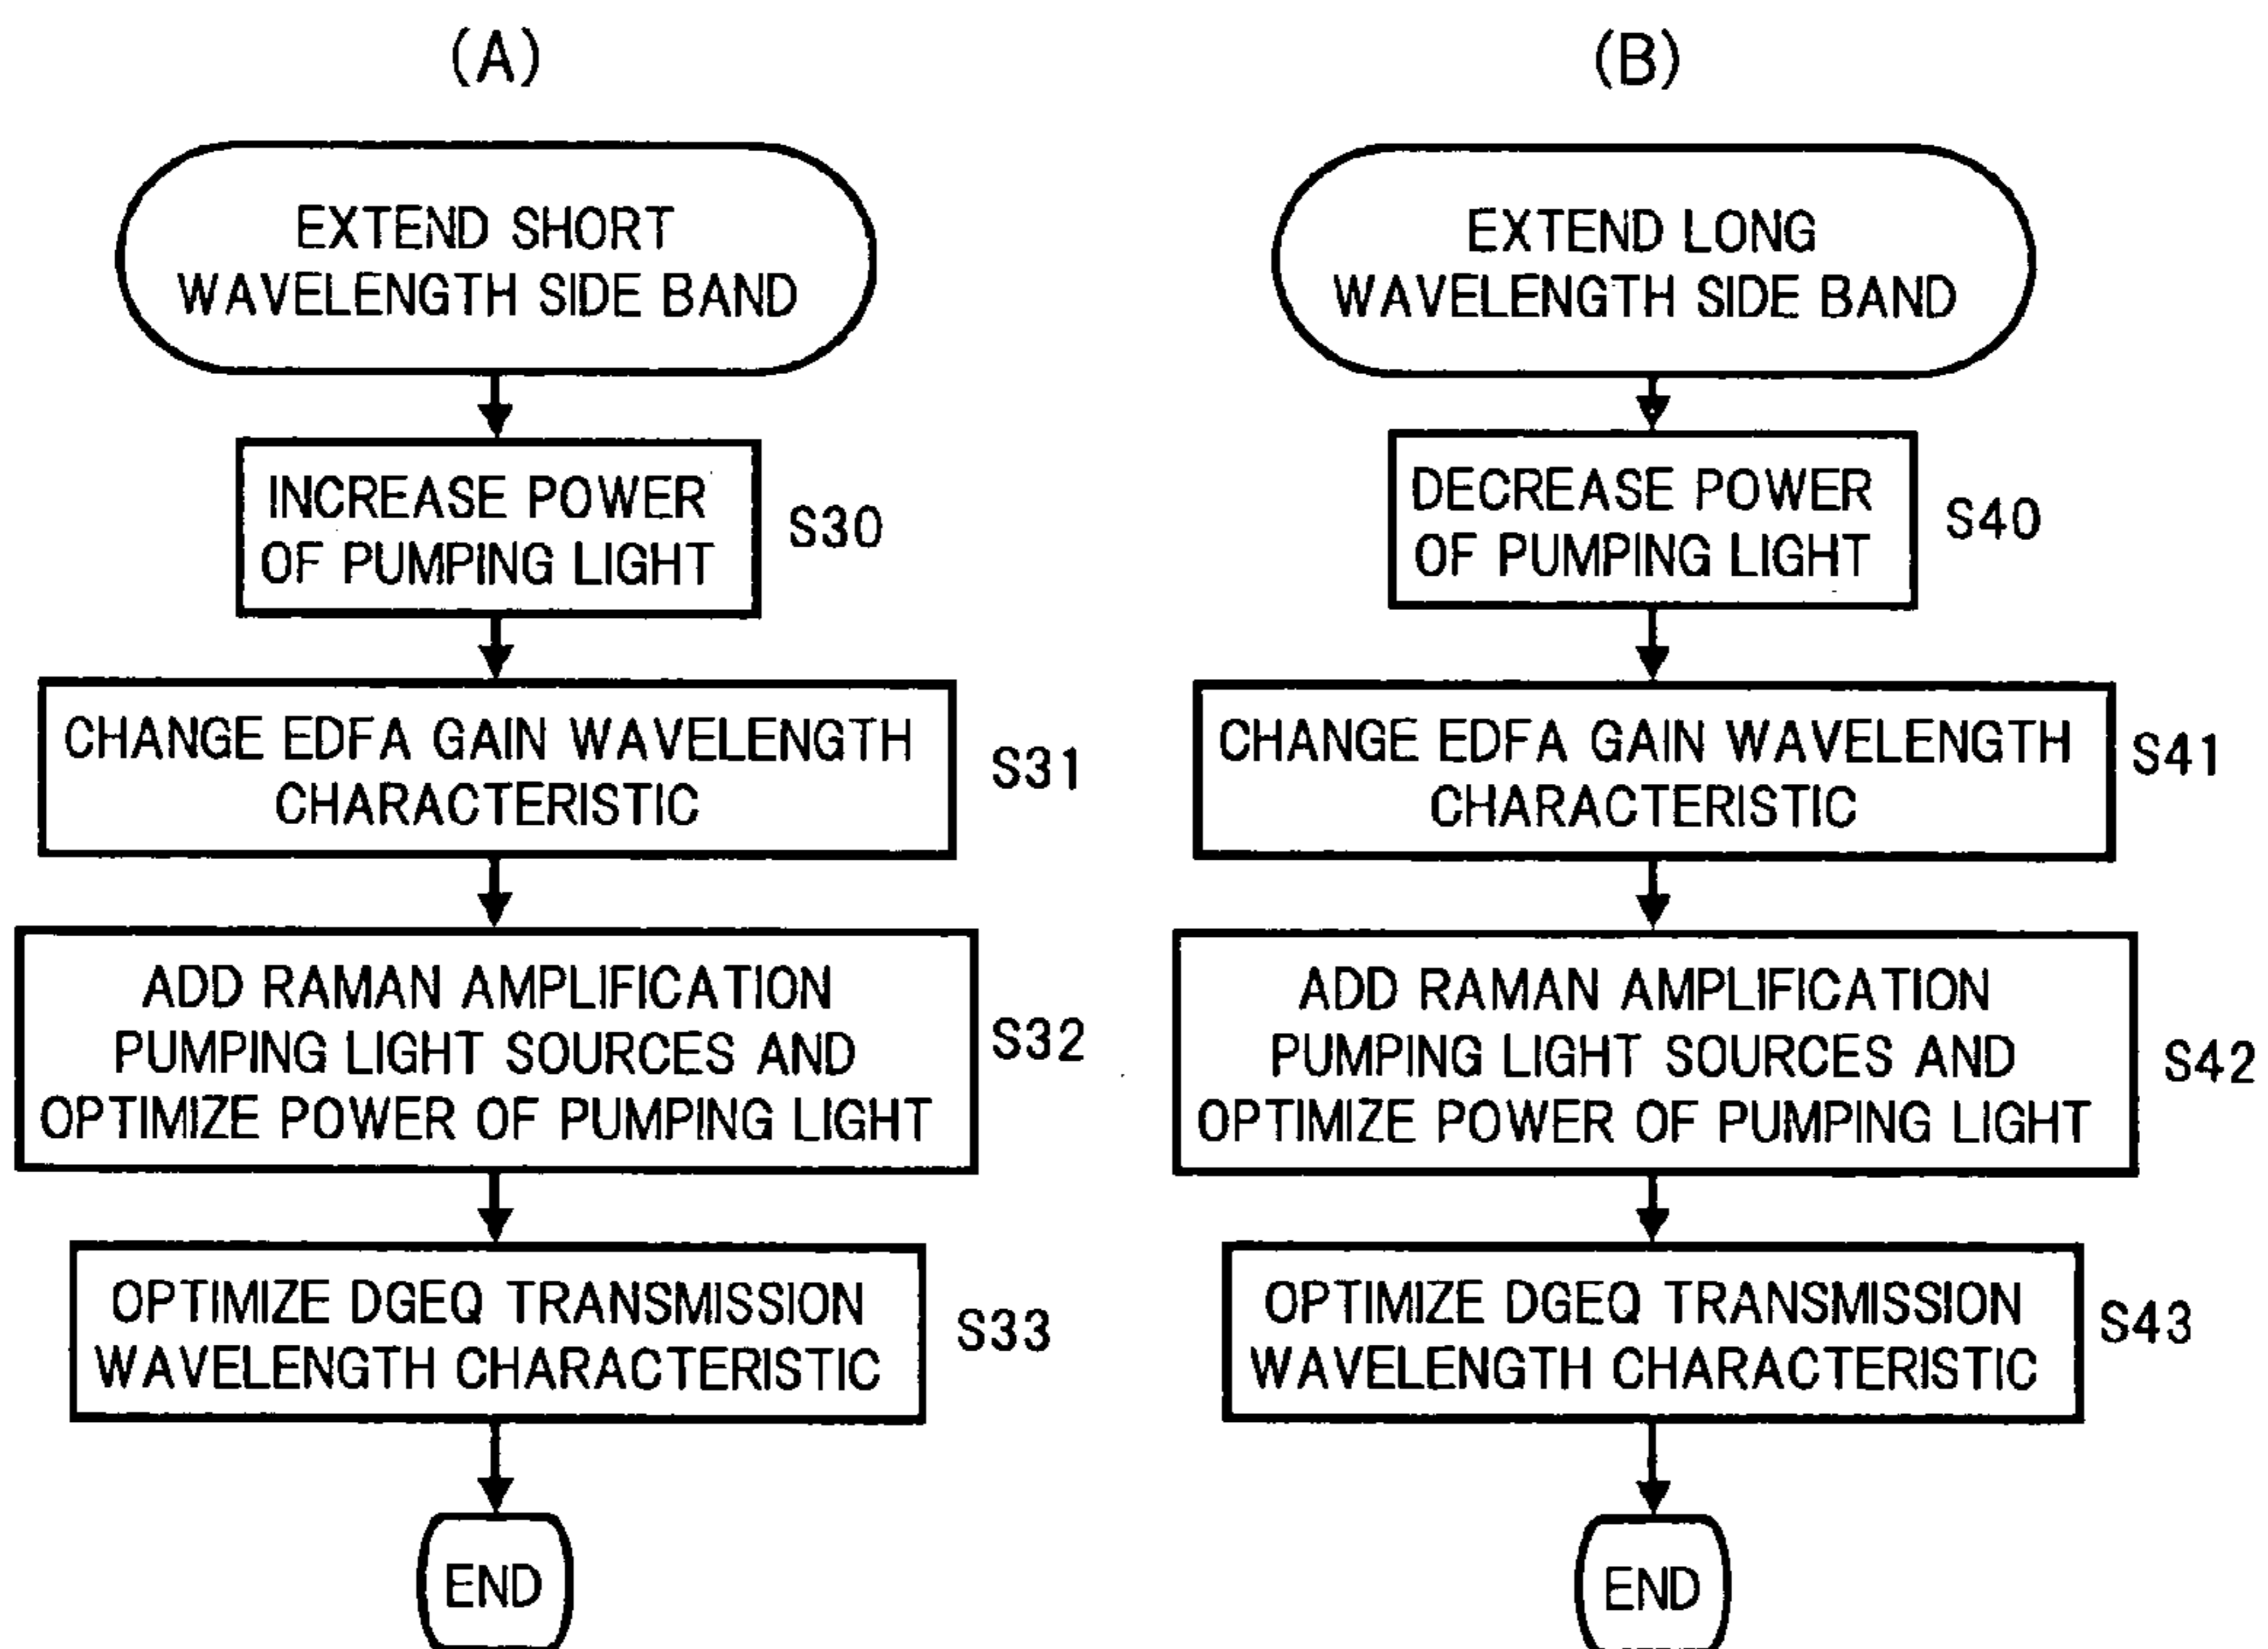 (A)
EXTEND SHORT
WAVELENGTH SIDE BAND
INCREASE POWER
OF PUMPING LIGHT
S30
CHANGE EDFA GAIN WAVELENGTH
CHARACTERISTIC
S31
ADD RAMAN AMPLIFICATION
PUMPING LIGHT SOURCES AND
OPTIMIZE POWER OF PUMPING LIGHT
S32
OPTIMIZE DGEQ TRANSMISSION
WAVELENGTH CHARACTERISTIC
S33
END
(B)
EXTEND LONG
WAVELENGTH SIDE BAND
DECREASE POWER
OF PUMPING LIGHT
S40
CHANGE EDFA GAIN WAVELENGTH
CHARACTERISTIC
S41
ADD RAMAN AMPLIFICATION
PUMPING LIGHT SOURCES AND
OPTIMIZE POWER OF PUMPING LIGHT
S42
OPTIMIZE DGEQ TRANSMISSION
WAVELENGTH CHARACTERISTIC
S43
END